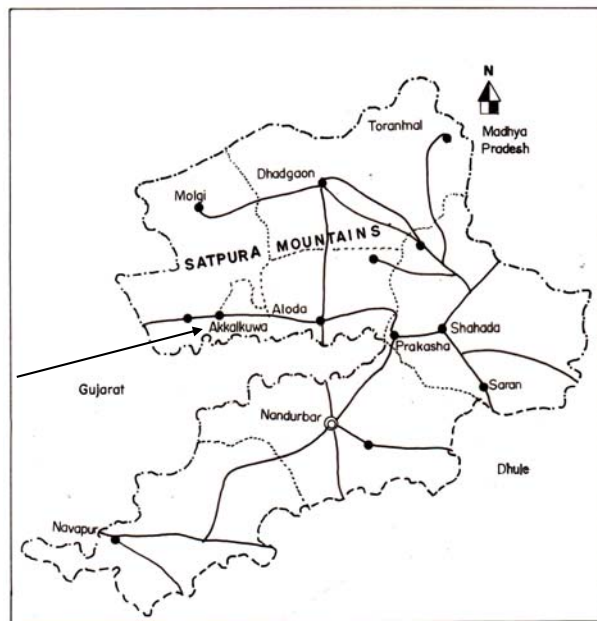 N
Toranmal
Madhya
Pradesh
Dhadgaon
Molgi
SATPURA MOUNTAINS
Aloda
Akkalkuwa
Shahada
Prakasha
Gujarat
Saran
Nandurbar
Dhule
Navapur